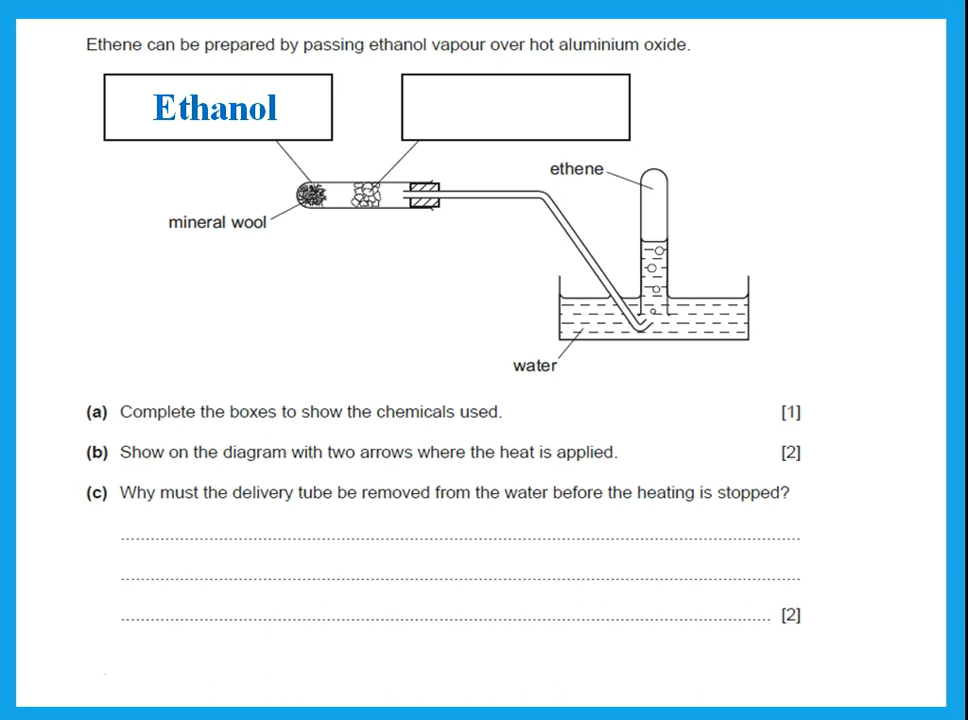 Ethene can be prepared by passing ethanol vapour over hot aluminium oxide.
Ethanol
ethene
mineral wool
water
(a) Complete the boxes to show the chemicals used. [1]
(b) Show on the diagram with two arrows where the heat is applied. [2]
(c) Why must the delivery tube be removed from the water before the heating is stopped?
[2]